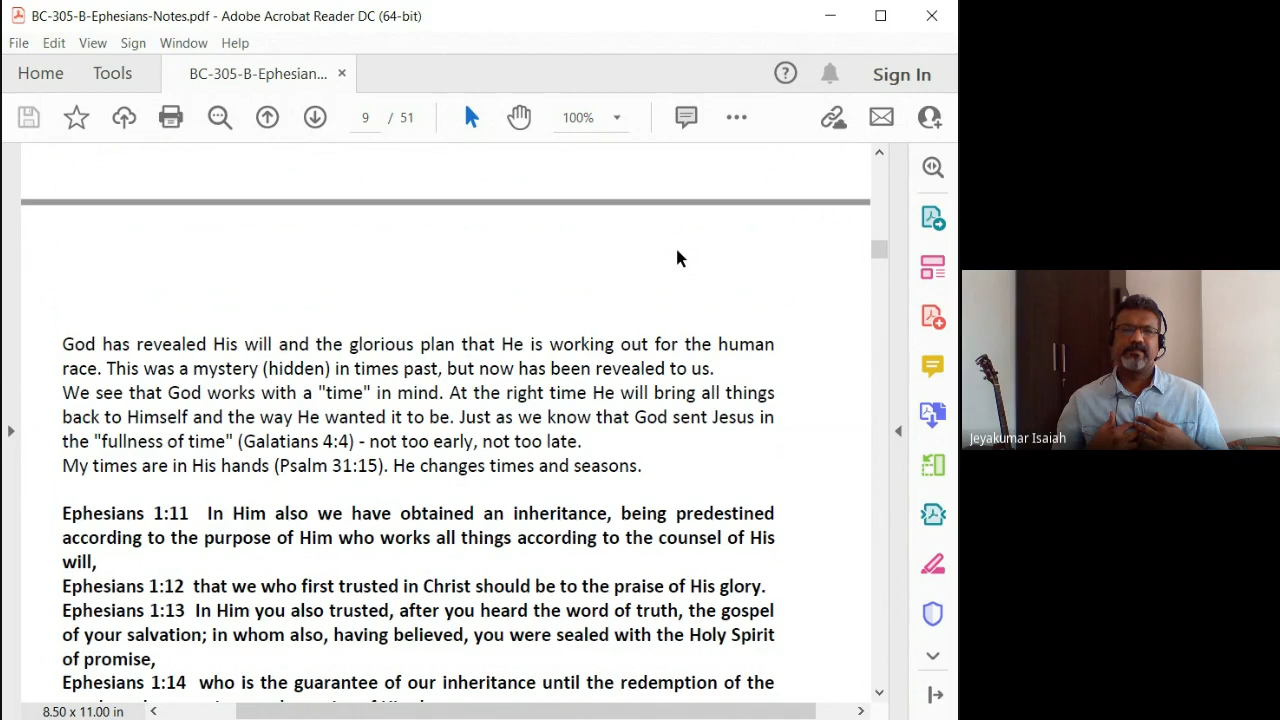 BC-305-B-Ephesians-Notes.pdf - Adobe Acrobat Reader DC (64-bit)
File Edit View Sign Window Help
Home Tools BC-305-B-Ephesian... Sign In
9 / 51 100%
God has revealed His will and the glorious plan that He is working out for the human
race. This was a mystery (hidden) in times past, but now has been revealed to us.
We see that God works with a "time" in mind. At the right time He will bring all things
back to Himself and the way He wanted it to be. Just as we know that God sent Jesus in
the "fullness of time" (Galatians 4:4) - not too early, not too late.
My times are in His hands (Psalm 31:15). He changes times and seasons.
Ephesians 1:11 In Him also we have obtained an inheritance, being predestined
according to the purpose of Him who works all things according to the counsel of His
will,
Ephesians 1:12 that we who first trusted in Christ should be to the praise of His glory.
Ephesians 1:13 In Him you also trusted, after you heard the word of truth, the gospel
of your salvation; in whom also, having believed, you were sealed with the Holy Spirit
of promise,
Ephesians 1:14 who is the guarantee of our inheritance until the redemption of the
8.50 x 11.00 in
Jeyakumar Isaiah